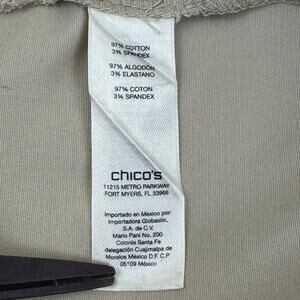 97% COTTON
3% SPANDEX
97% ALGODÓN
3% ELASTANO
97% COTON
3% SPANDEX
chico's
11215 METRO PARKWAY
FORT MYERS, FL 33966
Importado en México por:
Importadora Globastic,
S.A. de C.V.
Mario Pani No. 200
Colonia Santa Fe
delegación Cuajimalpa de
Morelos México D.F. C.P
05109 México